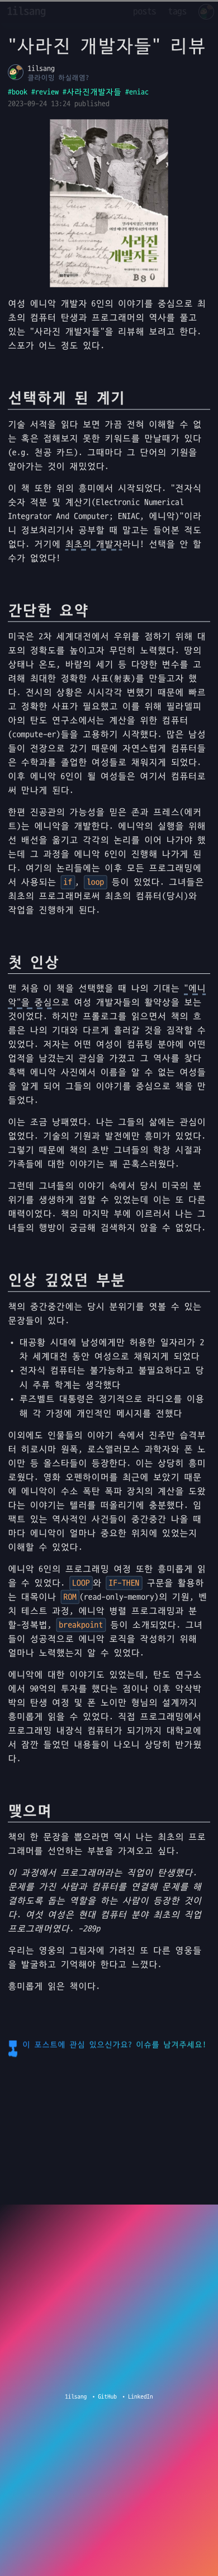 1ilsang
posts tags
"사라진 개발자들" 리뷰
1ilsang
클라이밍 하실래염?
#book #review #사라진개발자들 #eniac
2023-09-24 13:24 published
사라진
개발자들
여성 에니악 개발자 6인의 이야기를 중심으로 최
초의 컴퓨터 탄생과 프로그래머의 역사를 풀고
있는 "사라진 개발자들"을 리뷰해 보려고 한다.
스포가 어느 정도 있다.
선택하게 된 계기
기술 서적을 읽다 보면 가끔 전혀 이해할 수 없
는 혹은 접해보지 못한 키워드를 만날때가 있다
(e.g. 천공 카드). 그때마다 그 단어의 기원을
알아가는 것이 재밌었다.
이 책 또한 위의 흥미에서 시작되었다. "전자식
숫자 적분 및 계산기(Electronic Numerical
Integrator And Computer; ENIAC, 에니악)"이라
니 정보처리기사 공부할 때 말고는 들어본 적도
없다. 거기에 최초의 개발자라니! 선택을 안 할
수가 없었다!
간단한 요약
미국은 2차 세계대전에서 우위를 점하기 위해 대
포의 정확도를 높이고자 무던히 노력했다. 땅의
상태나 온도, 바람의 세기 등 다양한 변수를 고
려해 최대한 정확한 사표(射表)를 만들고자 했
다. 전시의 상황은 시시각각 변했기 때문에 빠르
고 정확한 사표가 필요했고 이를 위해 필라델피
아의 탄도 연구소에서는 계산을 위한 컴퓨터
(compute-er)들을 고용하기 시작했다. 많은 남성
들이 전장으로 갔기 때문에 자연스럽게 컴퓨터들
은 수학과를 졸업한 여성들로 채워지게 되었다.
이후 에니악 6인이 될 여성들은 여기서 컴퓨터로
써 만나게 된다.
한편 진공관의 가능성을 믿은 존과 프레스(에커
트)는 에니악을 개발한다. 에니악의 실행을 위해
선 배선을 옮기고 각각의 논리를 이어 나가야 했
는데 그 과정을 에니악 6인이 진행해 나가게 된
다. 여기의 논리들에는 이후 모든 프로그래밍에
서 사용되는 if, loop 등이 있었다. 그녀들은
최초의 프로그래머로써 최초의 컴퓨터(당시)와
작업을 진행하게 된다.
첫 인상
맨 처음 이 책을 선택했을 때 나의 기대는 "에니
악"을 중심으로 여성 개발자들의 활약상을 보는
것이었다. 하지만 프롤로그를 읽으면서 책의 흐
름은 나의 기대와 다르게 흘러갈 것을 짐작할 수
있었다. 저자는 어떤 여성이 컴퓨팅 분야에 어떤
업적을 남겼는지 관심을 가졌고 그 역사를 찾다
흑백 에니악 사진에서 이름을 알 수 없는 여성들
을 알게 되어 그들의 이야기를 중심으로 책을 만
들었다.
이는 조금 낭패였다. 나는 그들의 삶에는 관심이
없었다. 기술의 기원과 발전에만 흥미가 있었다.
그렇기 때문에 책의 초반 그녀들의 학창 시절과
가족들에 대한 이야기는 꽤 곤혹스러웠다.
그런데 그녀들의 이야기 속에서 당시 미국의 분
위기를 생생하게 접할 수 있었는데 이는 또 다른
매력이었다. 책의 마지막 부에 이르러서 나는 그
녀들의 행방이 궁금해 검색하지 않을 수 없었다.
인상 깊었던 부분
책의 중간중간에는 당시 분위기를 엿볼 수 있는
문장들이 있다.
• 대공황 시대에 남성에게만 허용한 일자리가 2
차 세계대전 동안 여성으로 채워지게 되었다
• 전자식 컴퓨터는 불가능하고 불필요하다고 당
시 주류 학계는 생각했다
• 루즈벨트 대통령은 정기적으로 라디오를 이용
해 각 가정에 개인적인 메시지를 전했다
이외에도 인물들의 이야기 속에서 진주만 습격부
터 히로시마 원폭, 로스앨러모스 과학자와 폰 노
이만 등 올스타들이 등장한다. 이는 상당히 흥미
로웠다. 영화 오펜하이머를 최근에 보았기 때문
에 에니악이 수소 폭탄 폭파 장치의 계산을 도왔
다는 이야기는 텔러를 떠올리기에 충분했다. 임
팩트 있는 역사적인 사건들이 중간중간 나올 때
마다 에니악이 얼마나 중요한 위치에 있었는지
이해할 수 있었다.
에니악 6인의 프로그래밍 여정 또한 흥미롭게 읽
을 수 있었다. LOOP와 IF-THEN 구문을 활용하
는 대목이나 ROM(read-only-memory)의 기원, 벤
치 테스트 과정, 에니악 병렬 프로그래밍과 분
할-정복법, breakpoint 등이 소개되었다. 그녀
들이 성공적으로 에니악 로직을 작성하기 위해
얼마나 노력했는지 알 수 있었다.
에니악에 대한 이야기도 있었는데, 탄도 연구소
에서 90억의 투자를 했다는 점이나 이후 악삭박
박의 탄생 여정 및 폰 노이만 형님의 설계까지
흥미롭게 읽을 수 있었다. 직접 프로그래밍에서
프로그래밍 내장식 컴퓨터가 되기까지 대학교에
서 잠깐 들었던 내용들이 나오니 상당히 반가웠
다.
맺으며
책의 한 문장을 뽑으라면 역시 나는 최초의 프로
그래머를 선언하는 부분을 가져오고 싶다.
이 과정에서 프로그래머라는 직업이 탄생했다.
문제를 가진 사람과 컴퓨터를 연결해 문제를 해
결하도록 돕는 역할을 하는 사람이 등장한 것이
다. 여섯 여성은 현대 컴퓨터 분야 최초의 직업
프로그래머였다. -289p
우리는 영웅의 그림자에 가려진 또 다른 영웅들
을 발굴하고 기억해야 한다고 느꼈다.
흥미롭게 읽은 책이다.
이 포스트에 관심 있으신가요? 이슈를 남겨주세요!
1ilsang • GitHub • LinkedIn